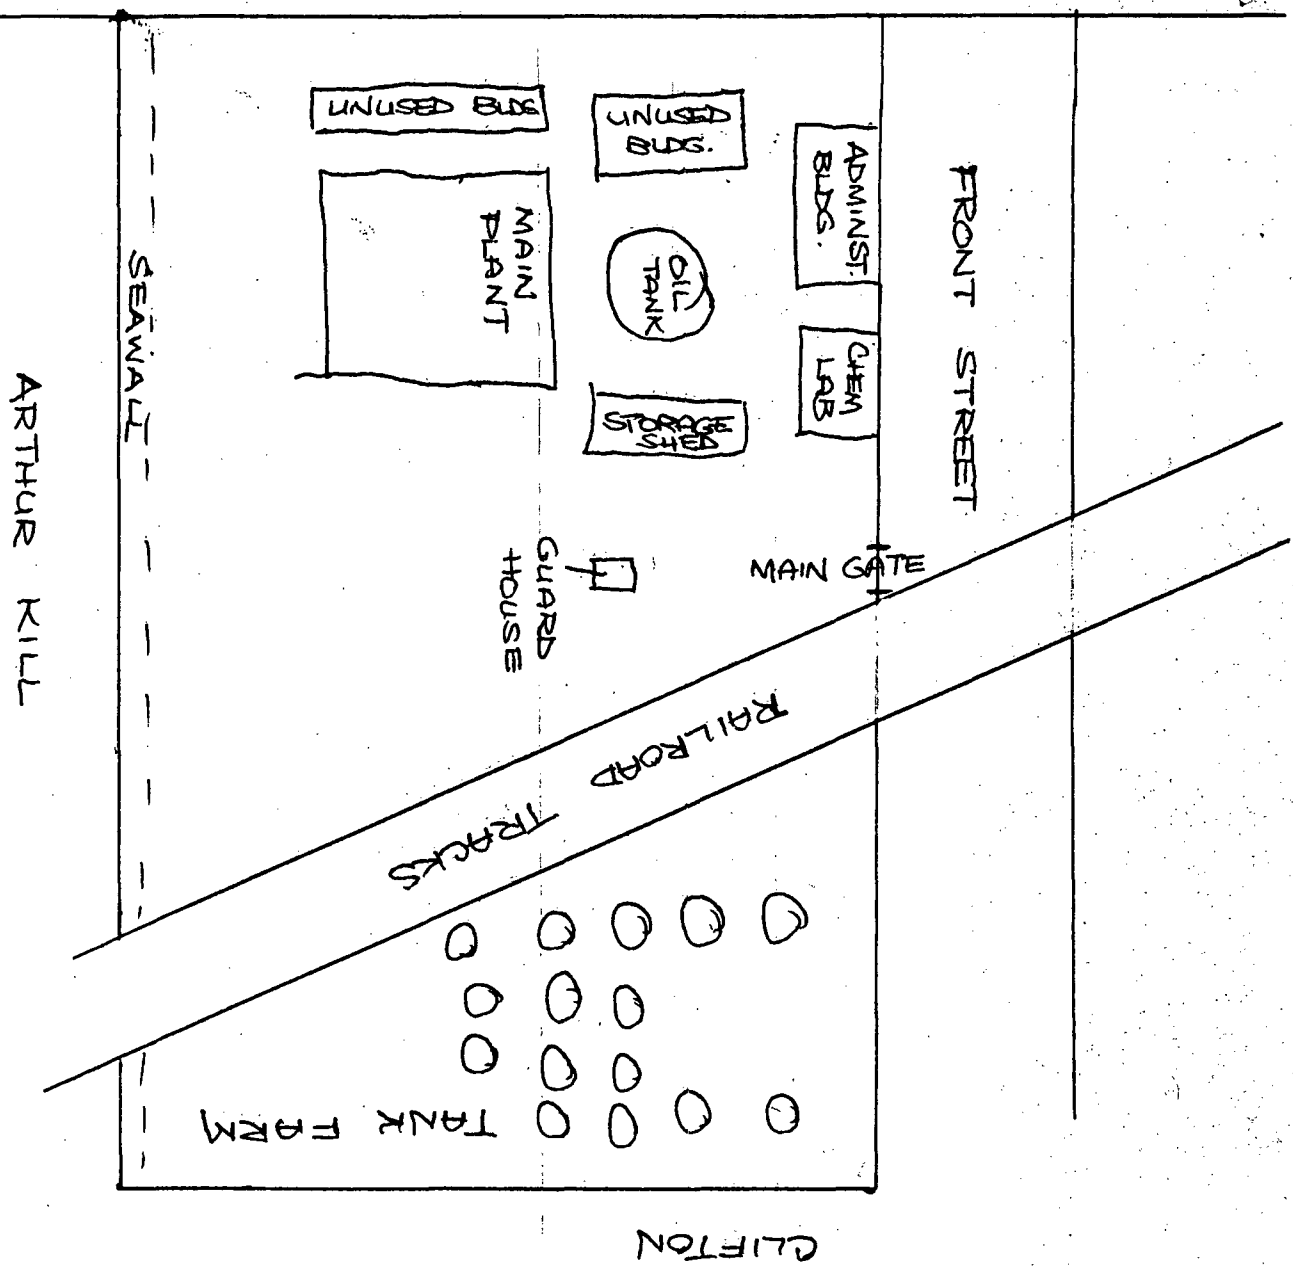 UNUSED BLDG
UNUSED
BLDG.
ADMINST.
BLDG.
FRONT STREET
MAIN
PLANT
OIL
TANK
CHEM
LAB
SEAWALL
STORAGE
SHED
ARTHUR KILL
GUARD
HOUSE
MAIN GATE
RAILROAD
TRACKS
TANK FARM
CLIFTON